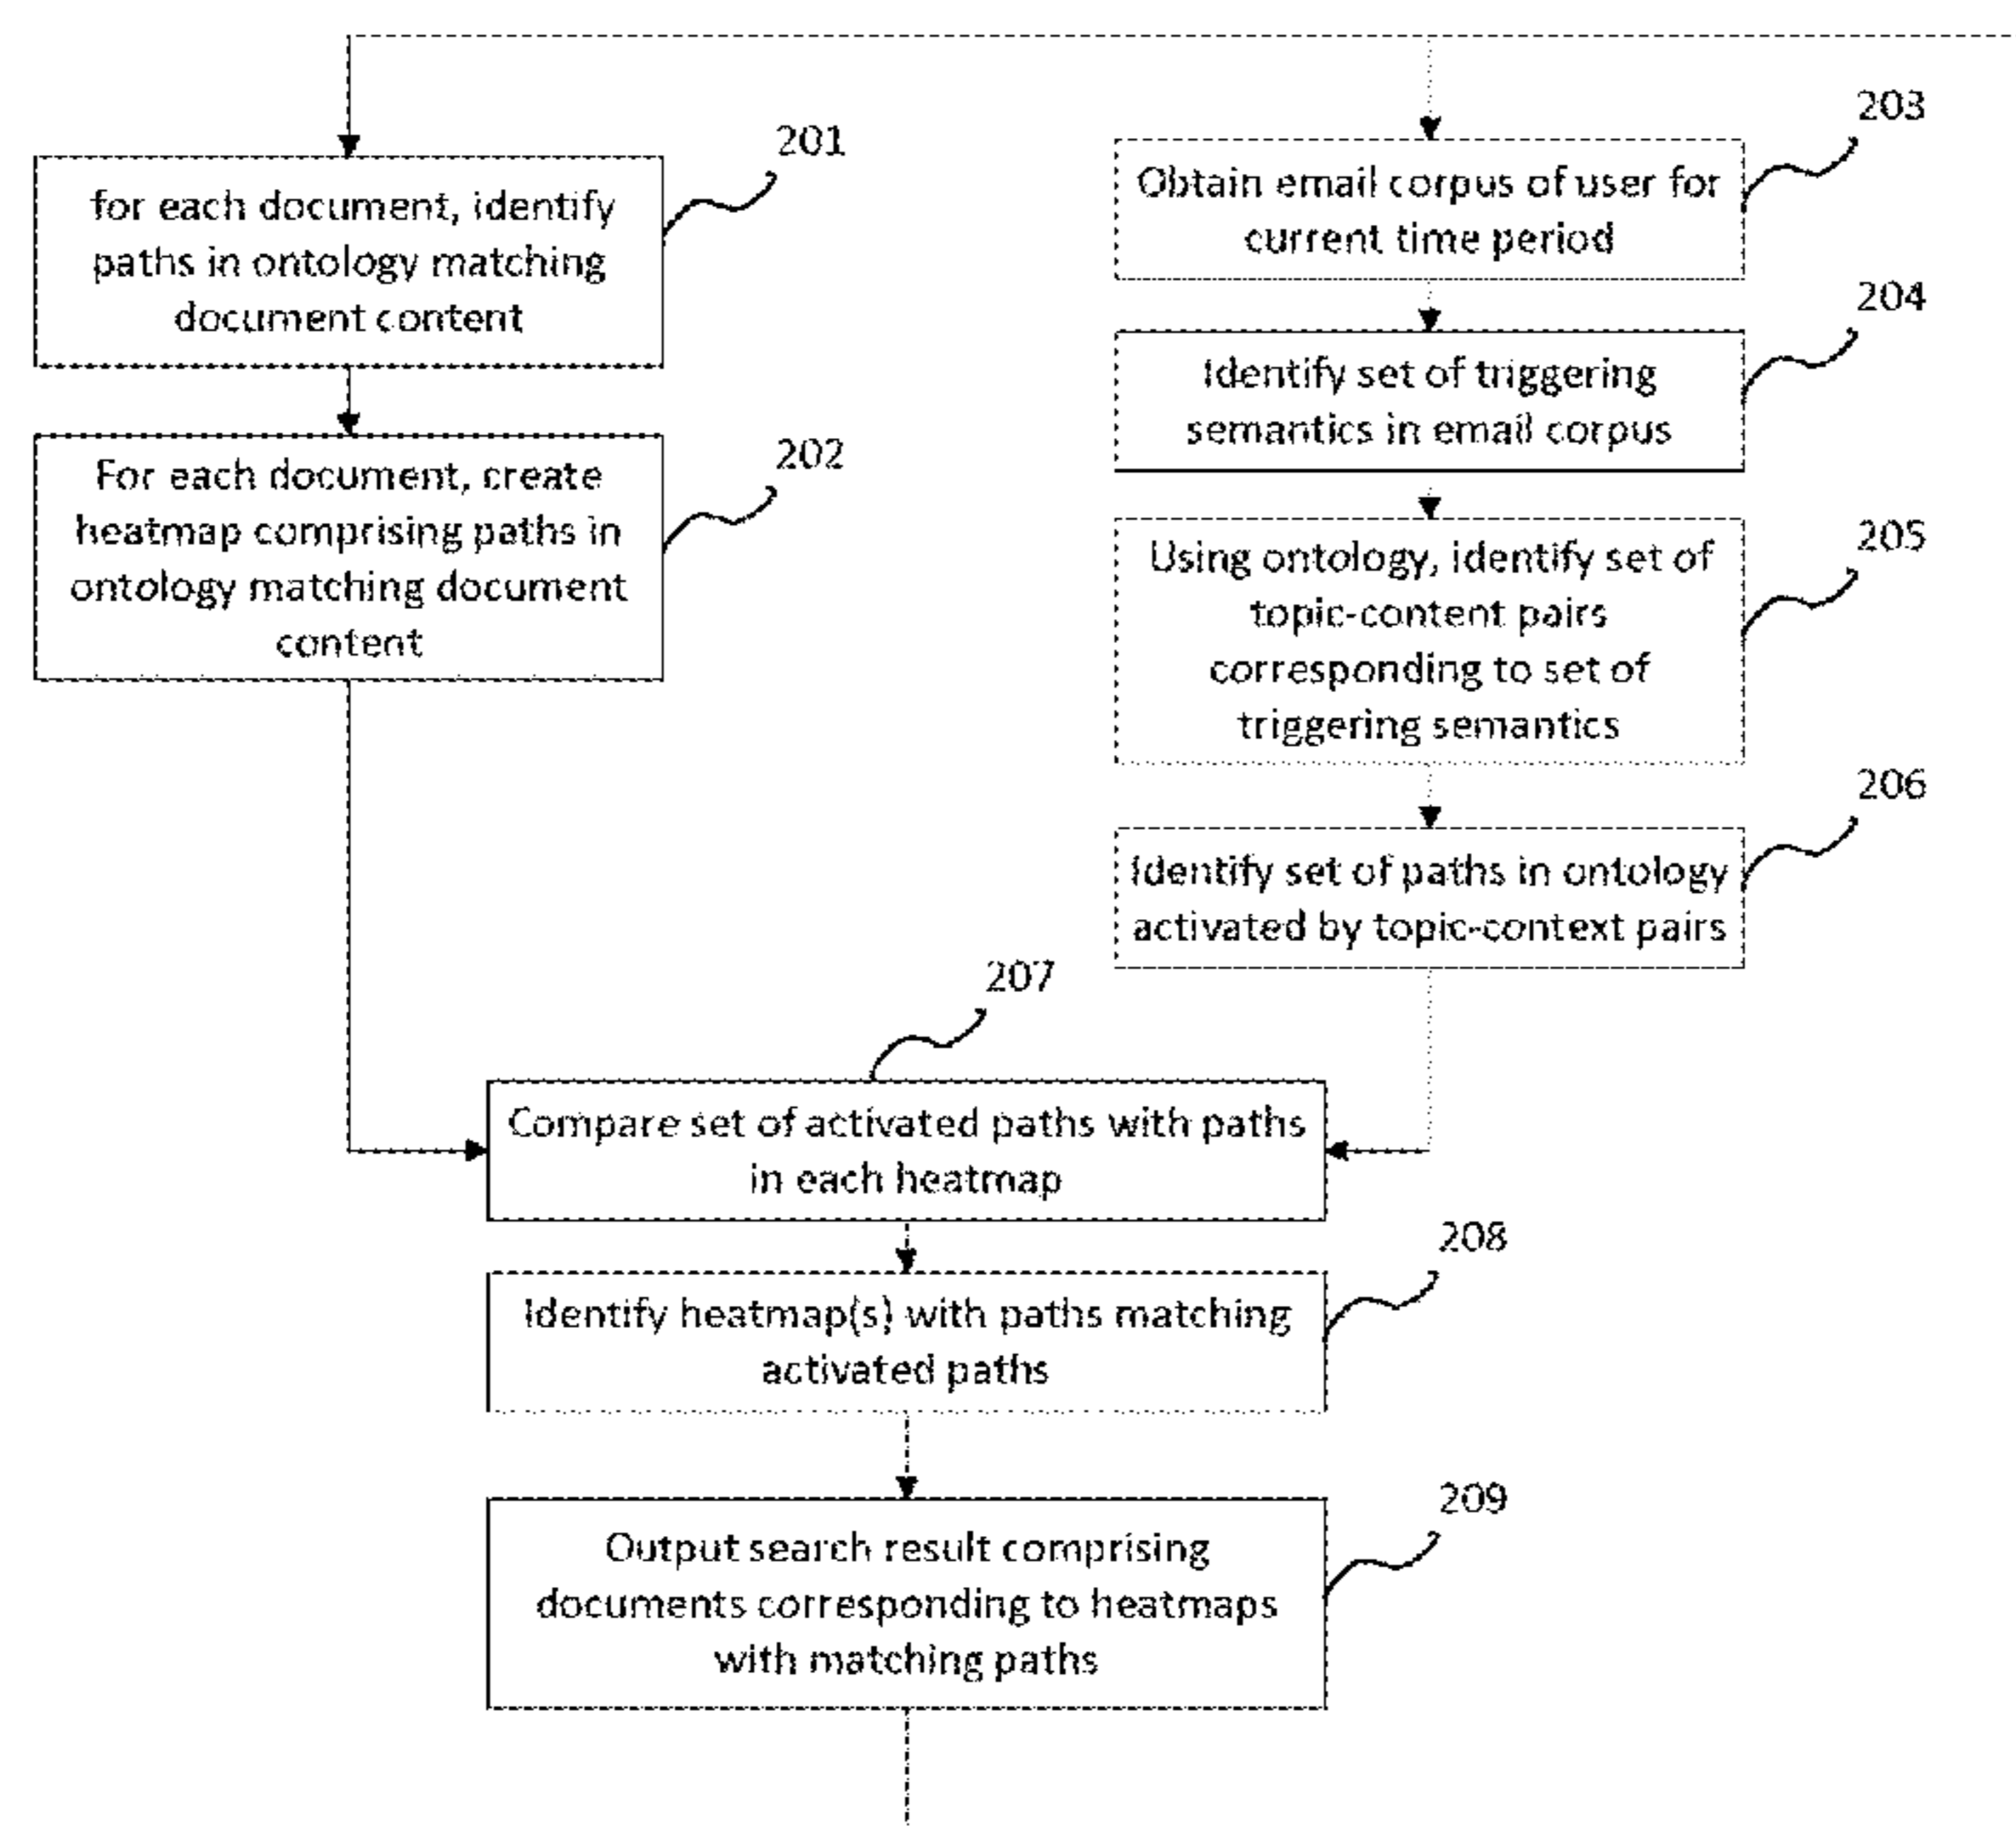 201
for each document, identify
paths in ontology matching
document content
202
For each document, create
heatmap comprising paths in
ontology matching document
content
203
Obtain email corpus of user for
current time period
204
Identify set of triggering
semantics in email corpus
205
Using ontology, identify set of
topic-content pairs
corresponding to set of
triggering semantics
206
Identify set of paths in ontology
activated by topic-context pairs
207
Compare set of activated paths with paths
in each heatmap
208
Identify heatmap(s) with paths matching
activated paths
209
Output search result comprising
documents corresponding to heatmaps
with matching paths